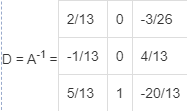 2/13 0 -3/26
D = A-1 = -1/13 0 4/13
5/13 1 -20/13